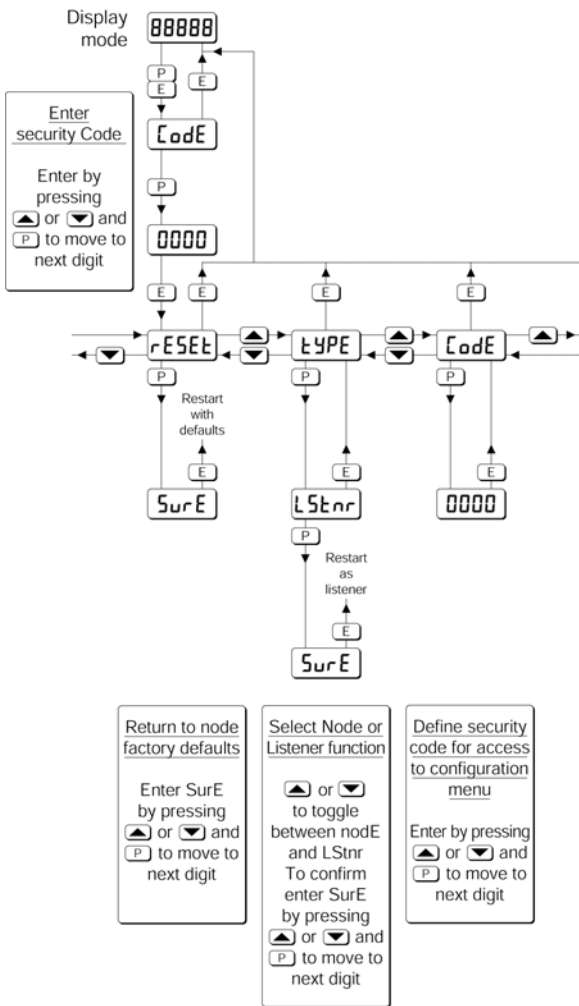 Display
mode
88888
P
E
E
CodE
Enter
security Code
Enter by
pressing
or and
P to move to
next digit
P
0000
E
E
E
E
rESEt
tYPE
CodE
P
P
P
Restart
with
defaults
E
E
E
SurE
LStnr
0000
P
Restart
as
listener
E
SurE
Return to node
factory defaults
Enter SurE
by pressing
or and
P to move to
next digit
Select Node or
Listener function
or
to toggle
between nodE
and LStnr
To confirm
enter SurE
by pressing
or and
P to move to
next digit
Define security
code for access
to configuration
menu
Enter by pressing
or and
P to move to
next digit